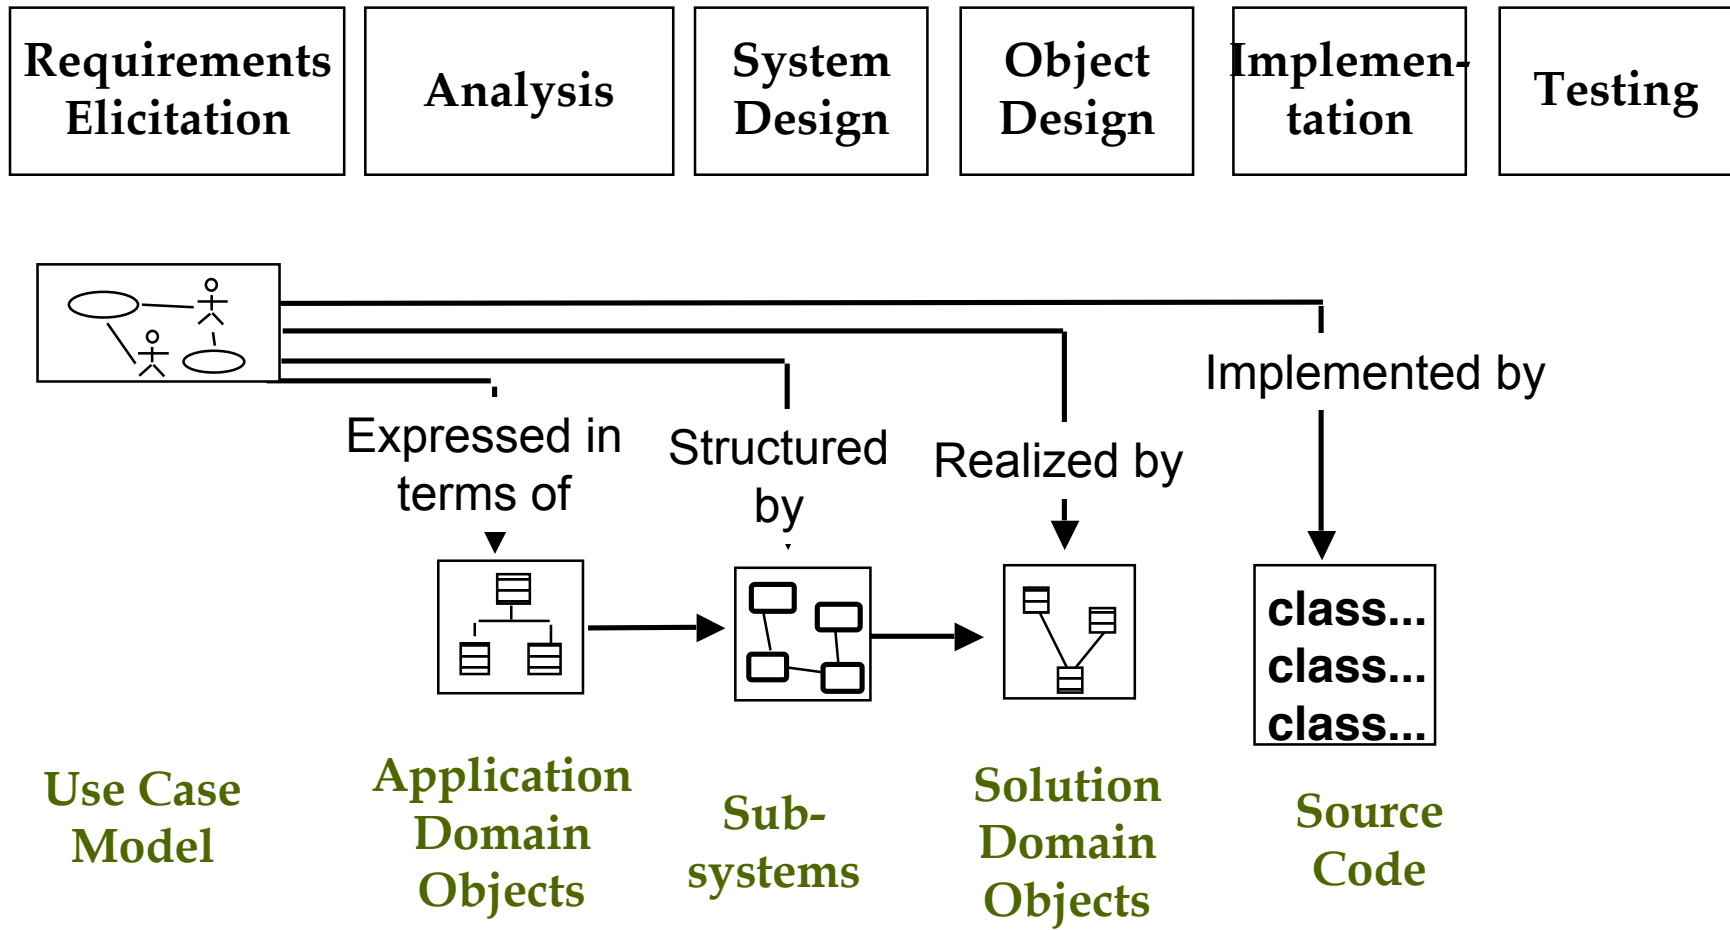 Requirements
Elicitation
Analysis
System
Design
Object
Design
Implemen-
tation
Testing
Implemented by
Expressed in
terms of
Structured
by
Realized by
class...
class...
class...
Use Case
Model
Application
Domain
Objects
Sub-
systems
Solution
Domain
Objects
Source
Code